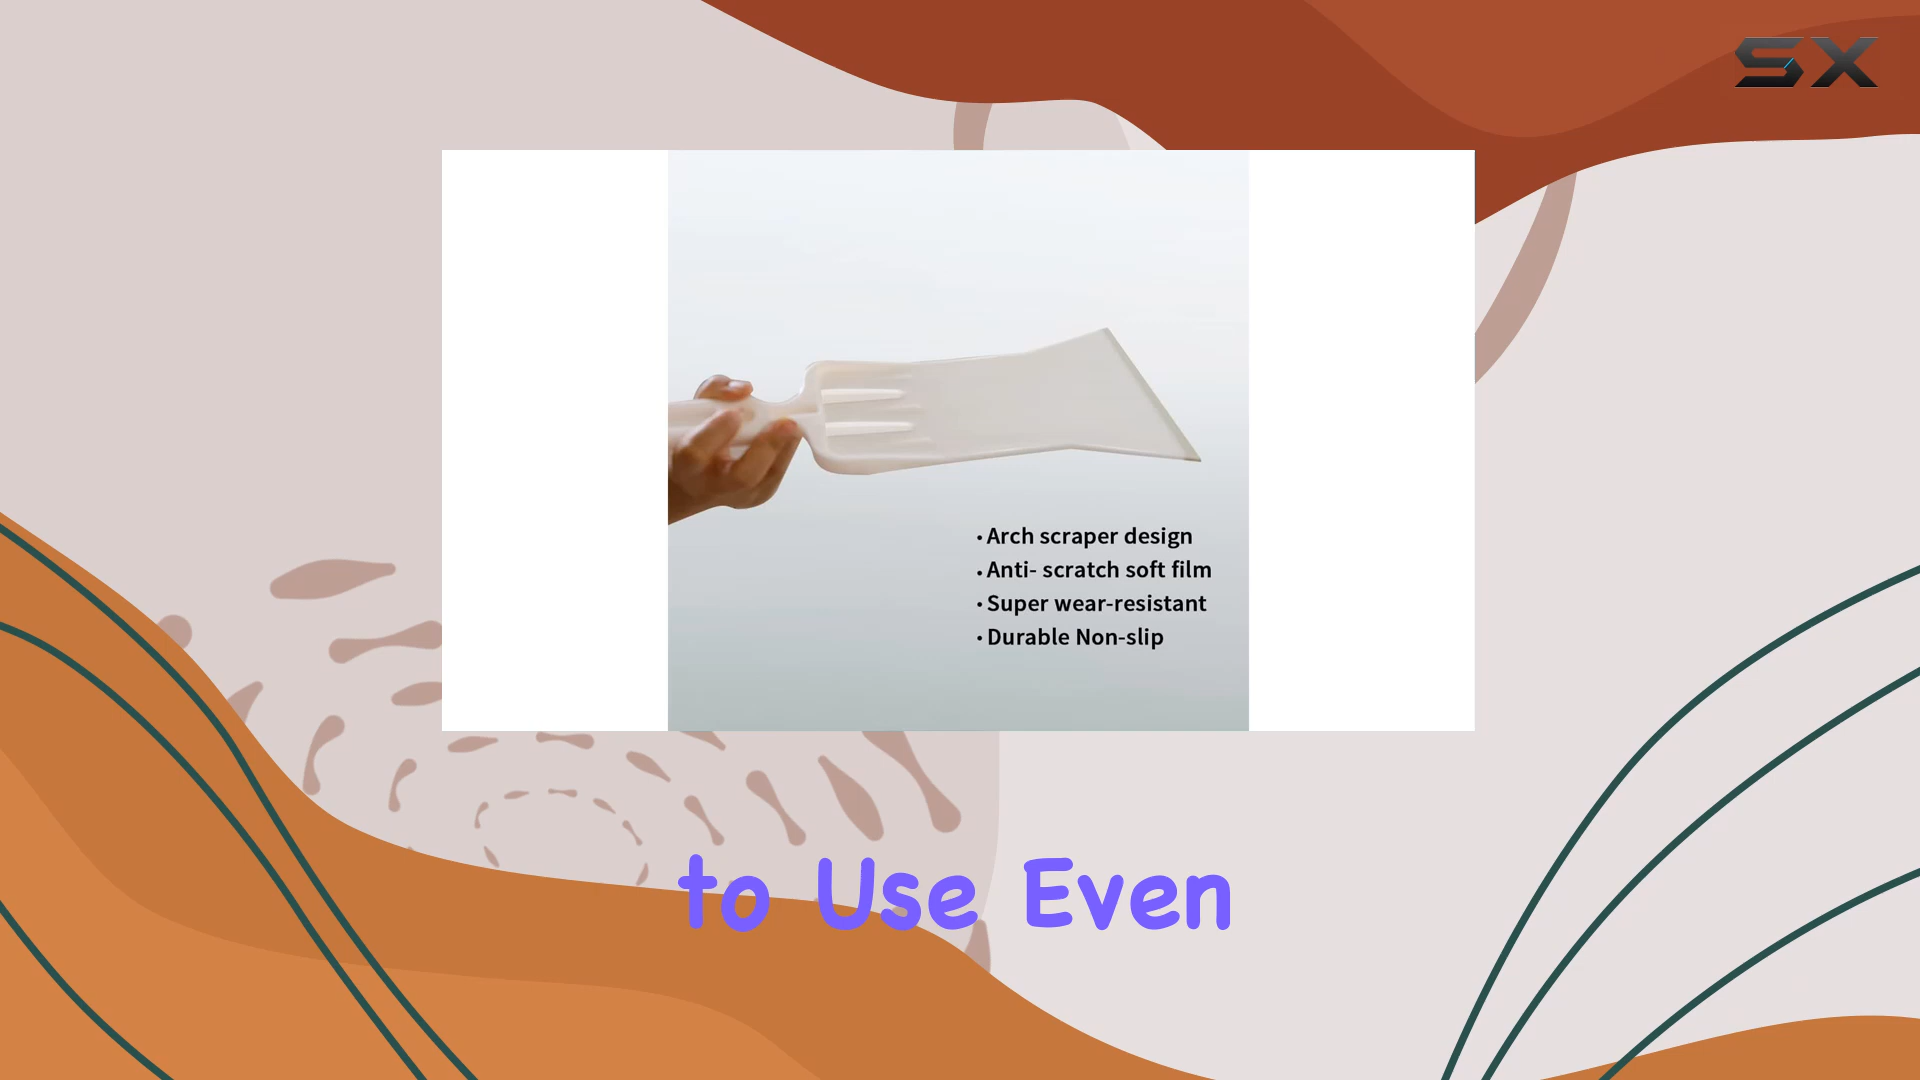 SX
• Arch scraper design
• Anti- scratch soft film
• Super wear-resistant
• Durable Non-slip
to Use Even